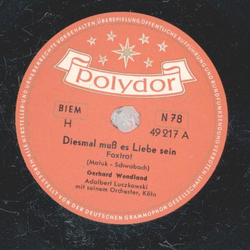 polydor
BIEM
H
N 78
49 217 A
Diesmal muß es Liebe sein
Foxtrot
(Maluk - Schwabach)
Gerhard Wendland
Adalbert Luczkowski
mit seinem Orchester, Köln